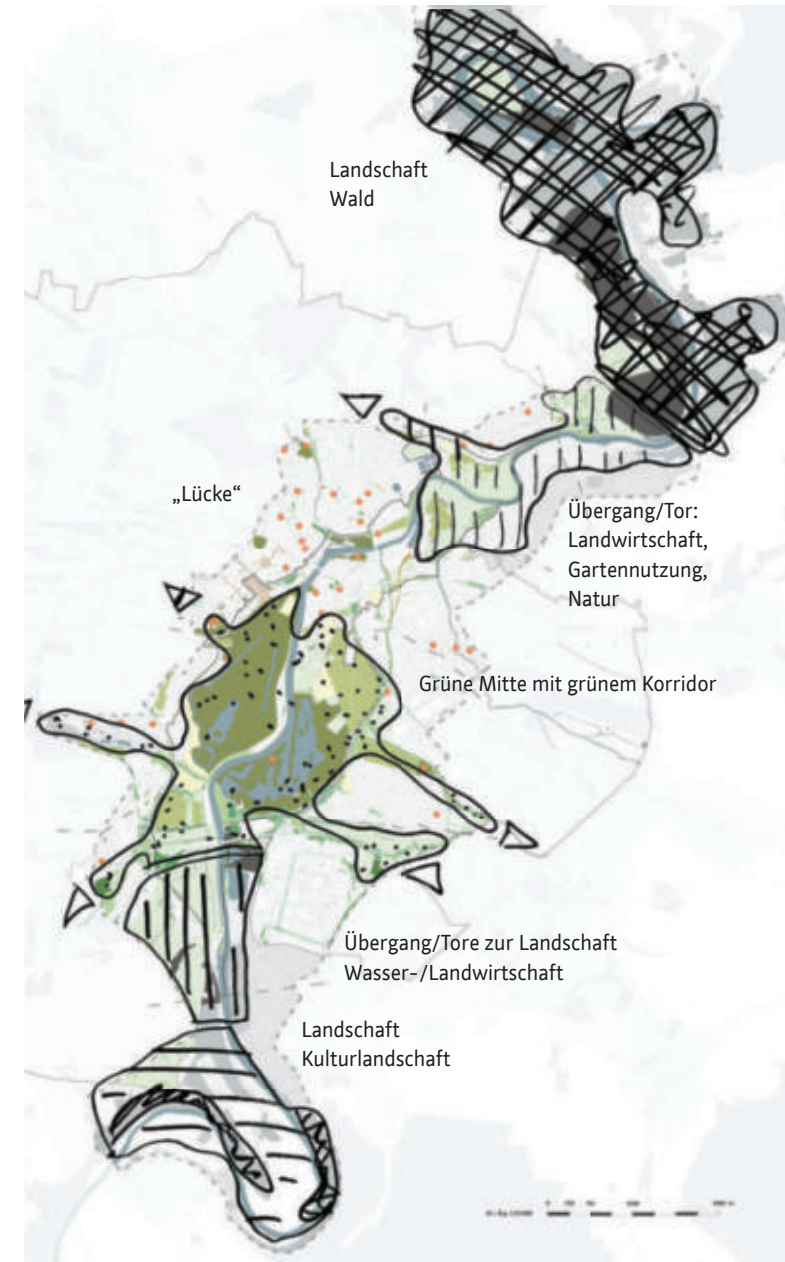 Landschaft
Wald
„Lücke“
Übergang/Tor:
Landwirtschaft,
Gartennutzung,
Natur
Grüne Mitte mit grünem Korridor
Übergang/Tore zur Landschaft
Wasser-/Landwirtschaft
Landschaft
Kulturlandschaft